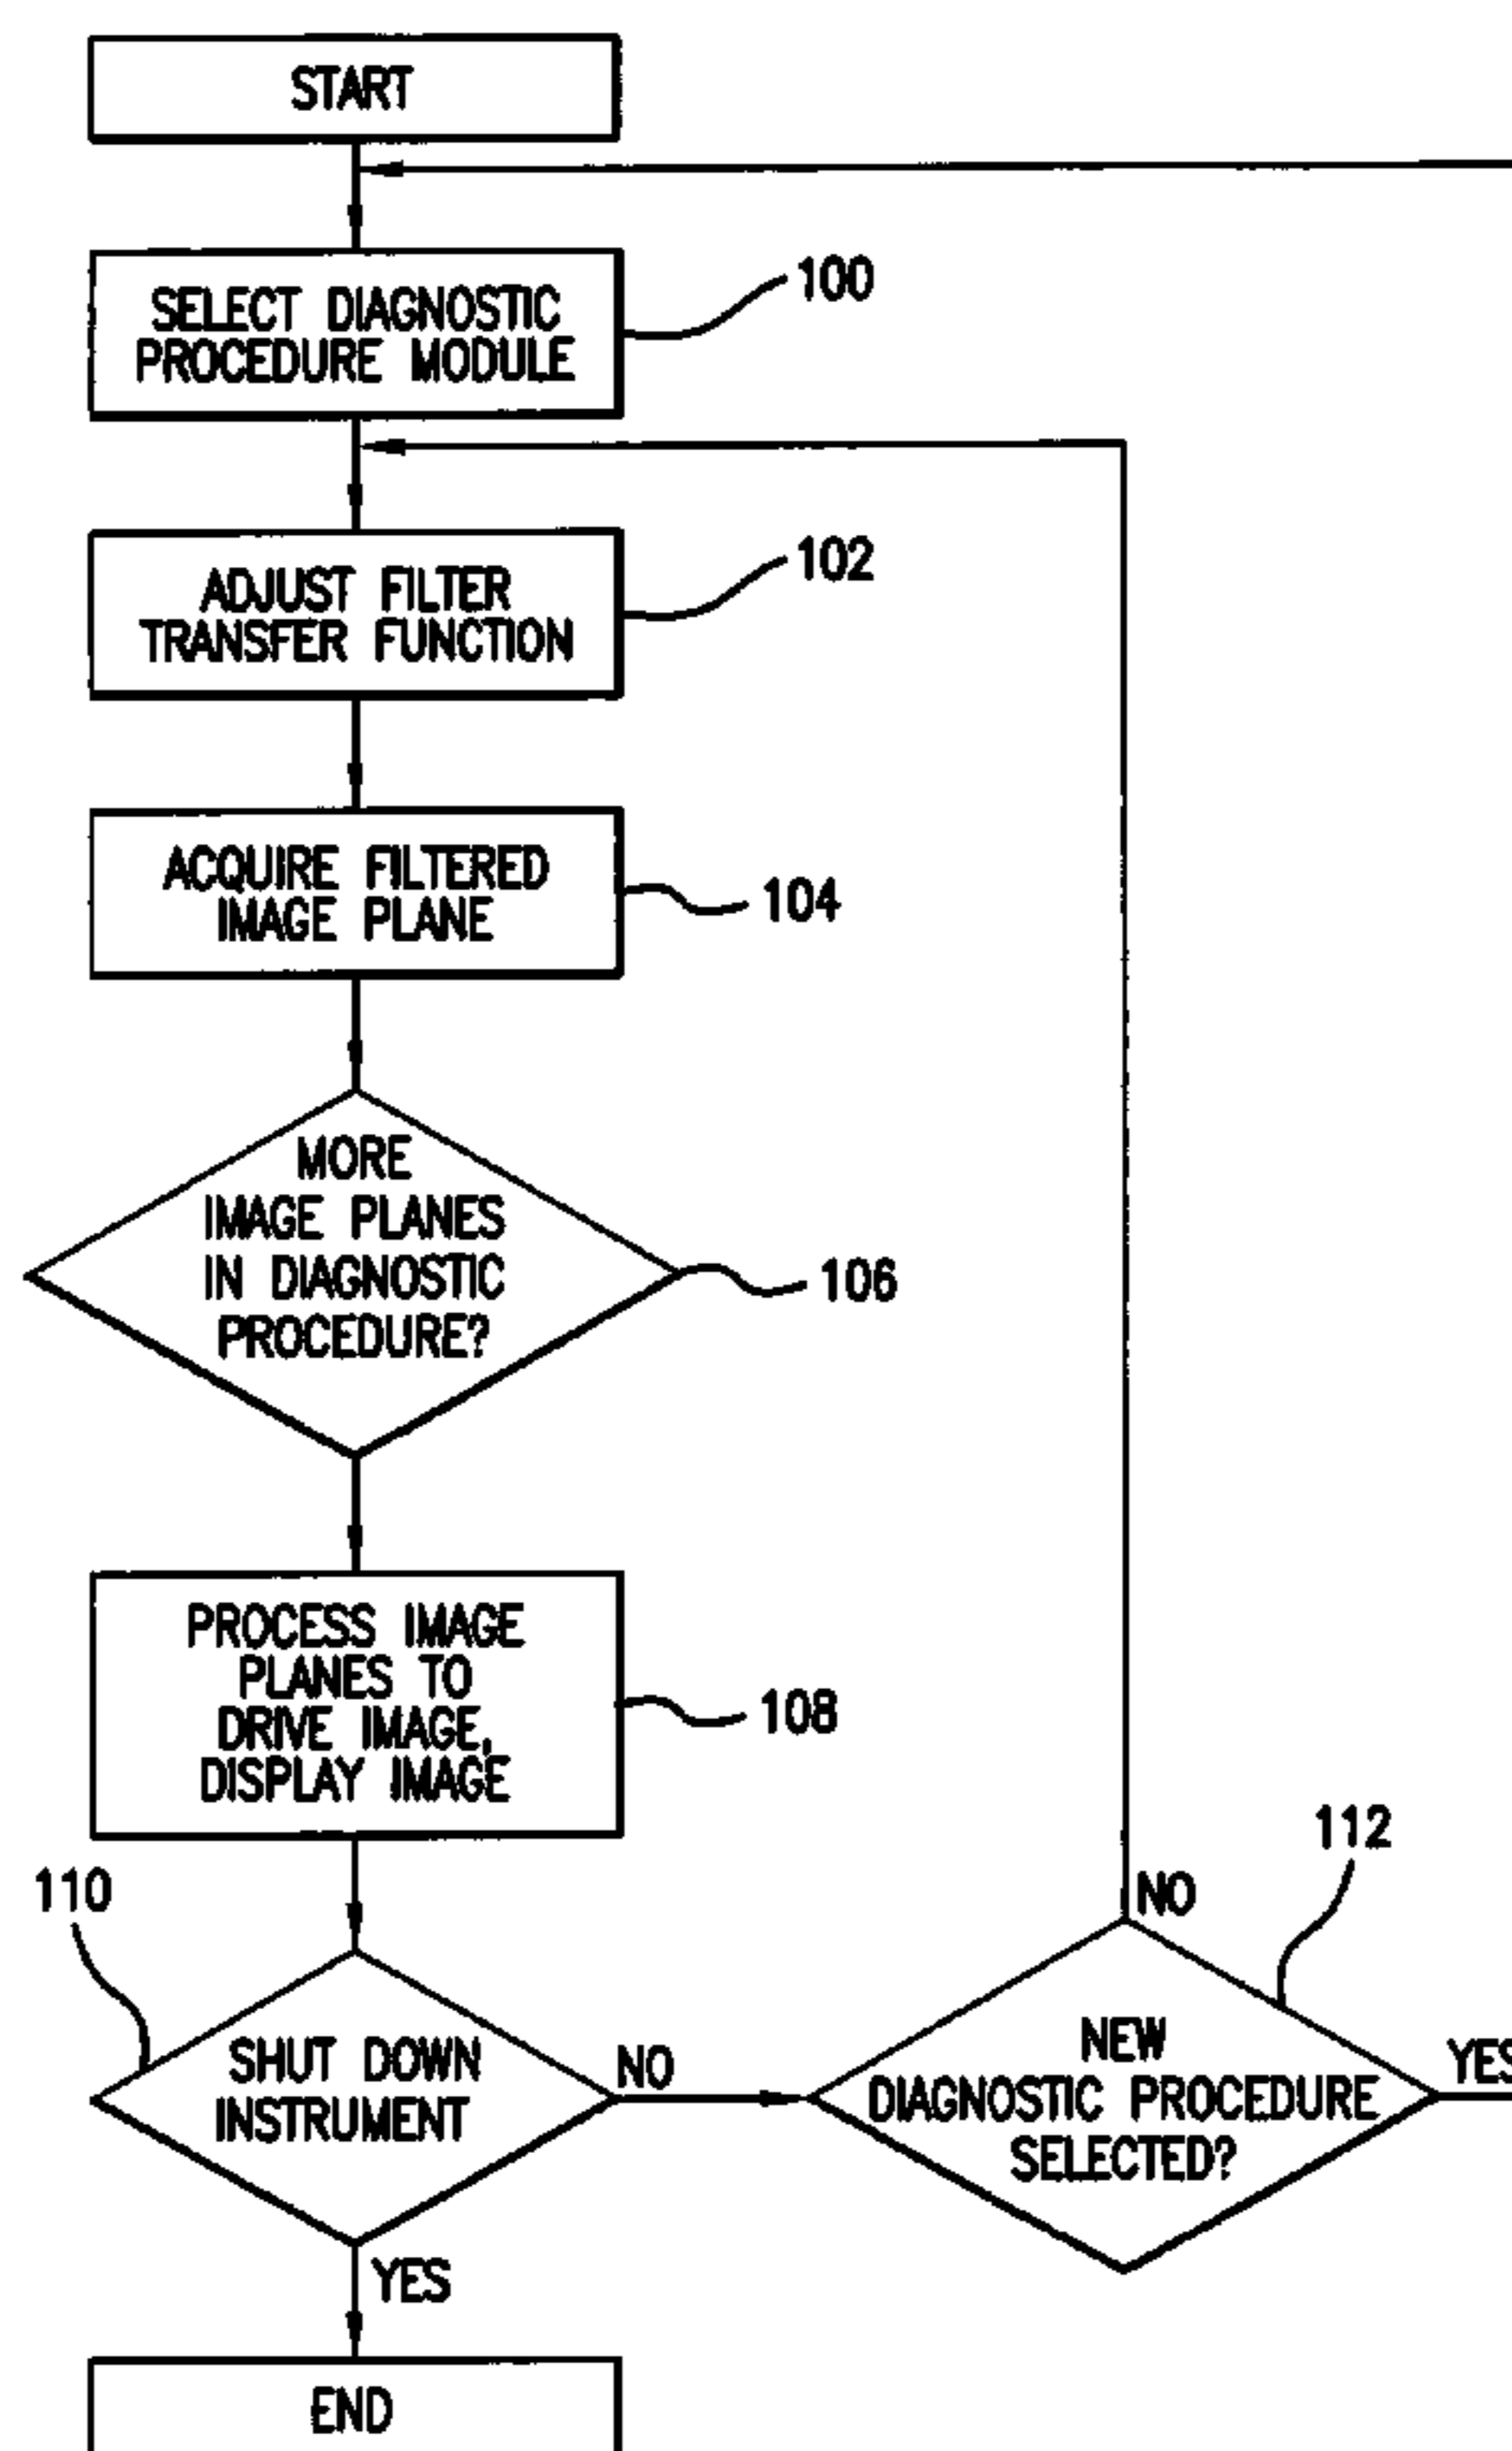 START
SELECT DIAGNOSTIC
PROCEDURE MODULE
100
ADJUST FILTER
TRANSFER FUNCTION
102
ACQUIRE FILTERED
IMAGE PLANE
104
MORE
IMAGE PLANES
IN DIAGNOSTIC
PROCEDURE?
106
PROCESS IMAGE
PLANES TO
DRIVE IMAGE,
DISPLAY IMAGE
108
110
SHUT DOWN
INSTRUMENT
NO
YES
112
NO
NEW
DIAGNOSTIC PROCEDURE
SELECTED?
YES
END